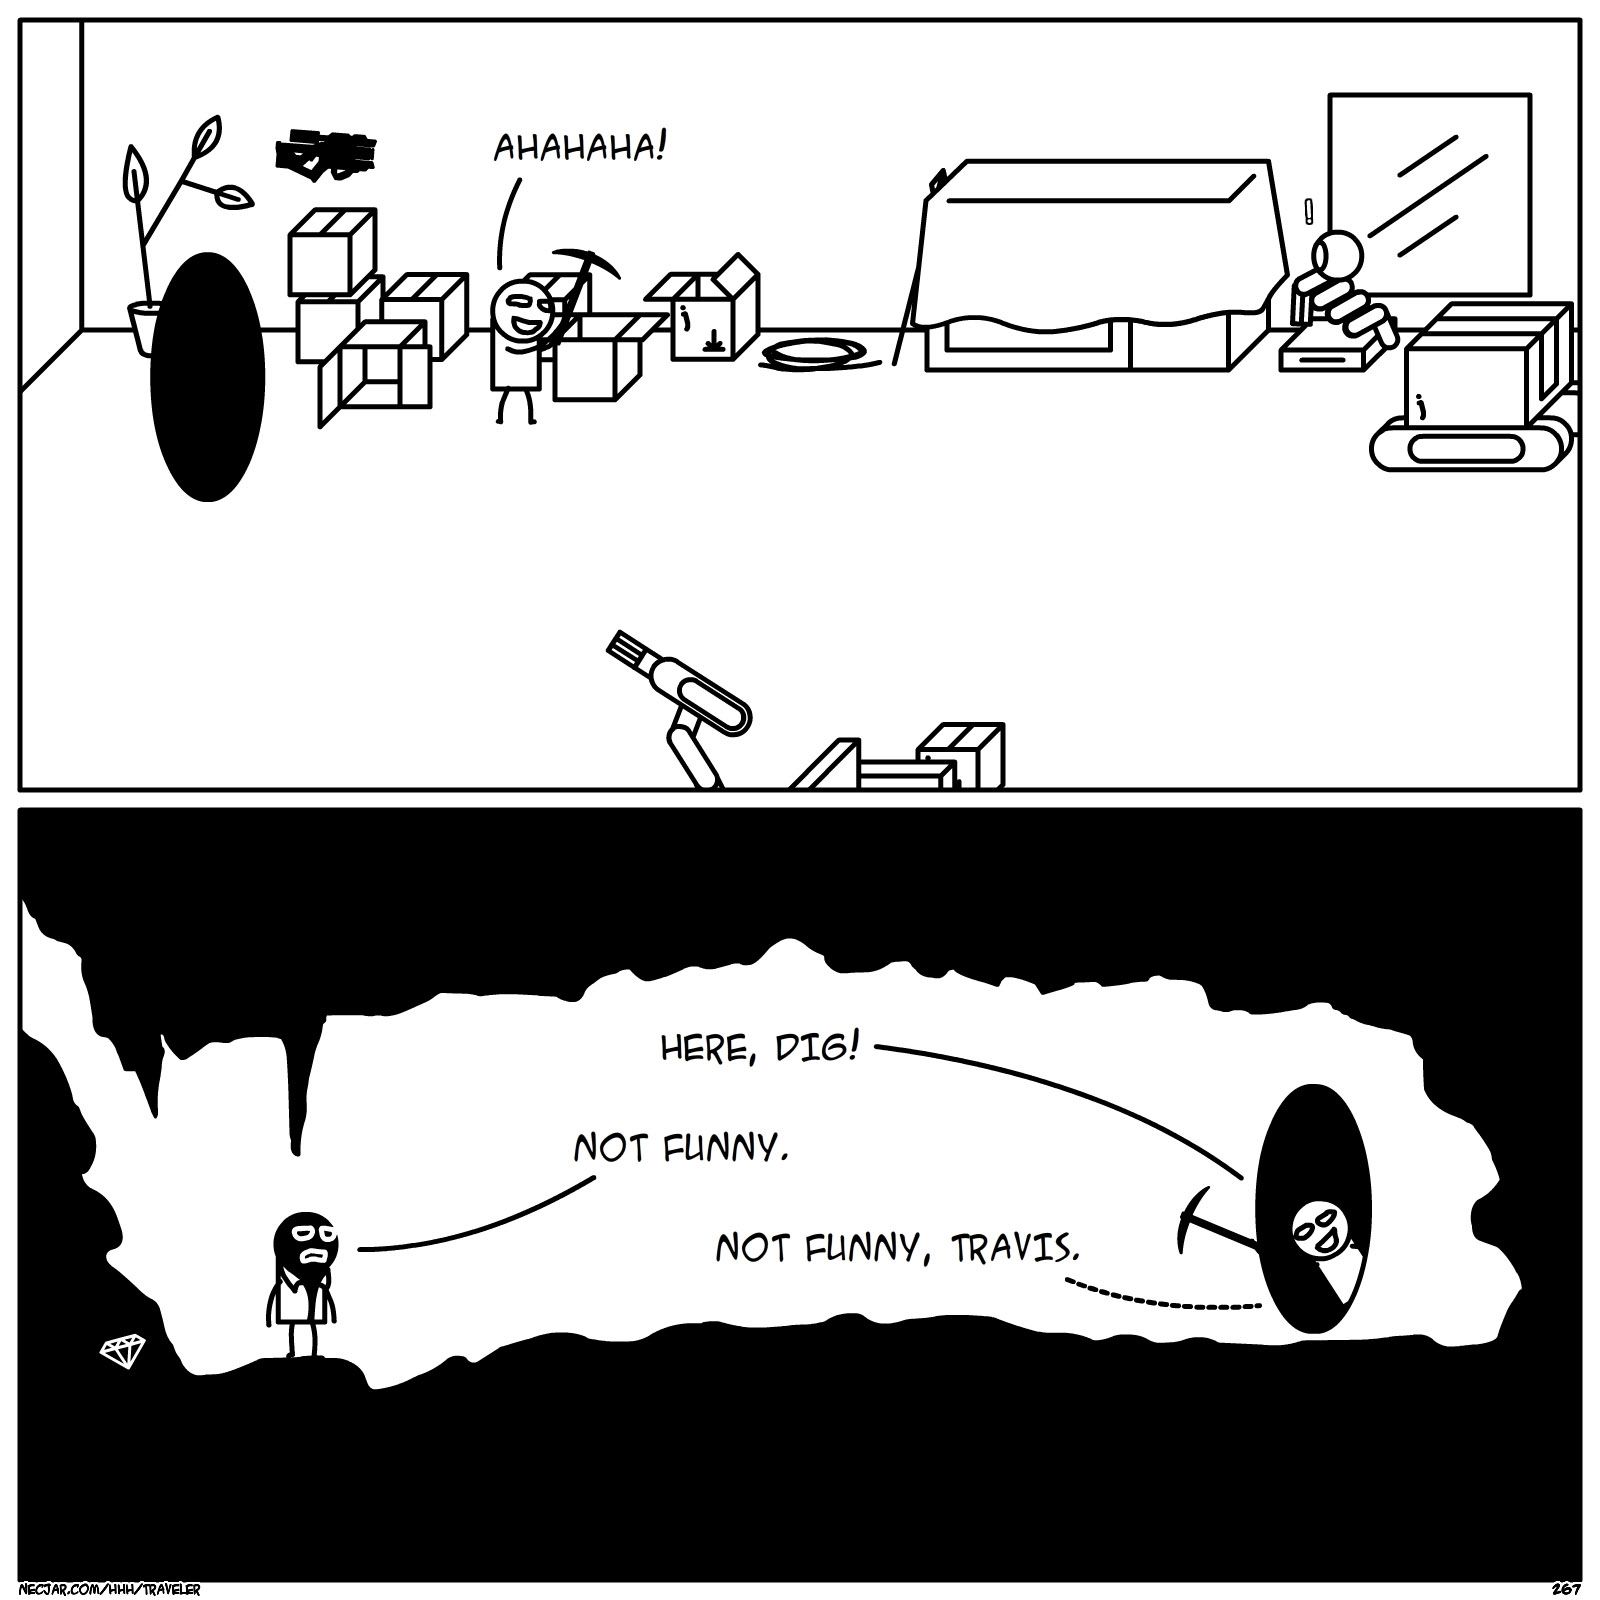 AHAHAHA!
!
j
j
HERE, DIG!
NOT FUNNY.
NOT FUNNY, TRAVIS.
NECJAR.COM/HHH/TRAVELER
267